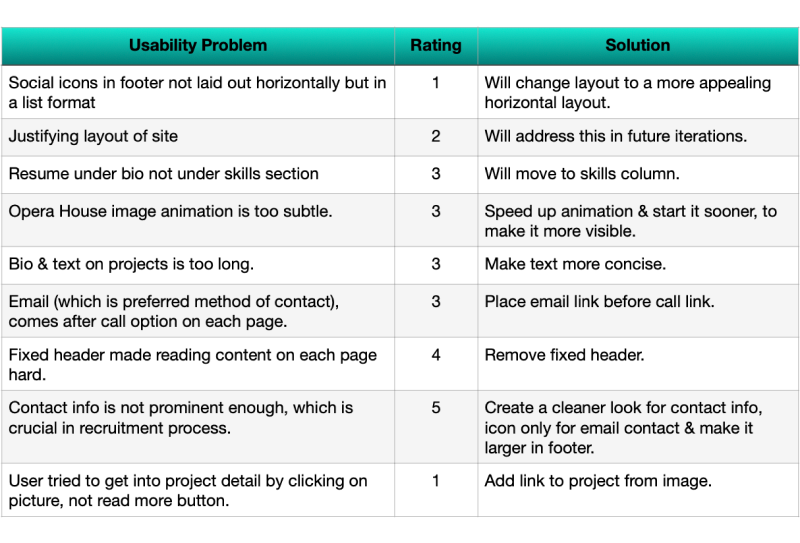 Usability Problem Rating Solution
Social icons in footer not laid out horizontally but in 1 Will change layout to a more appealing
a list format horizontal layout.
Justifying layout of site 2 Will address this in future iterations.
Resume under bio not under skills section 3 Will move to skills column.
Opera House image animation is too subtle. 3 Speed up animation & start it sooner, to
make it more visible.
Bio & text on projects is too long. 3 Make text more concise.
Email (which is preferred method of contact), 3 Place email link before call link.
comes after call option on each page.
Fixed header made reading content on each page 4 Remove fixed header.
hard.
Contact info is not prominent enough, which is 5 Create a cleaner look for contact info,
crucial in recruitment process. icon only for email contact & make it
larger in footer.
User tried to get into project detail by clicking on 1 Add link to project from image.
picture, not read more button.